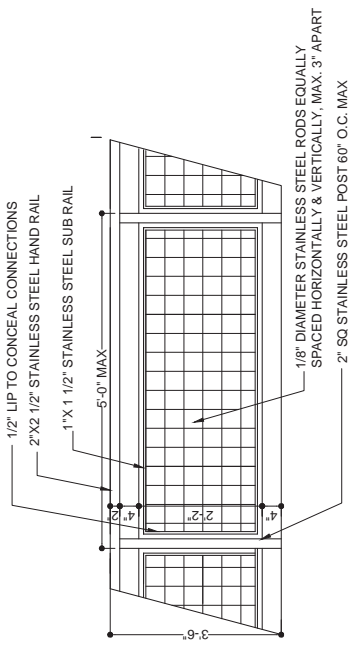 1/2" LIP TO CONCEAL CONNECTIONS
2"X2 1/2" STAINLESS STEEL HAND RAIL
1"X 1 1/2" STAINLESS STEEL SUB RAIL
5'-0" MAX
2"
4"
2'-2"
4"
3'-6"
1/8" DIAMETER STAINLESS STEEL RODS EQUALLY
SPACED HORIZONTALLY & VERTICALLY, MAX. 3" APART
2" SQ STAINLESS STEEL POST 60" O.C. MAX